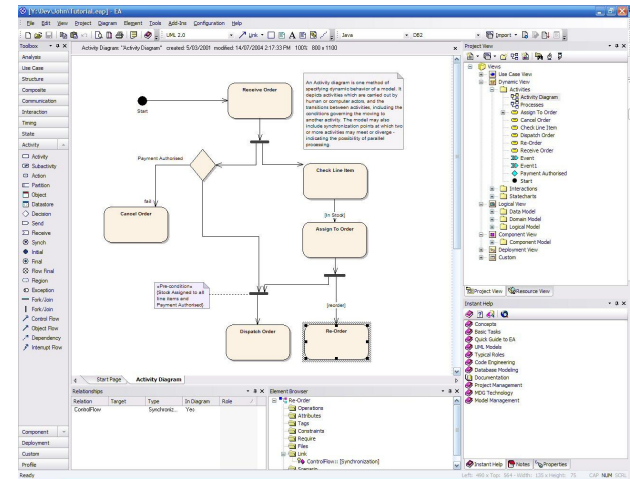 [Y:\Dev\JohnTutorial.eap] - EA
File Edit View Project Diagram Element Tools Add-Ins Configuration Help
UML 2.0 Link Java .DB2 Import
Toolbox
Analysis
Use Case
Structure
Composite
Communication
Interaction
Timing
State
Activity
Activity
Subactivity
Action
Partition
Object
Datastore
Decision
Send
Receive
Synch
Initial
Final
Flow Final
Region
Exception
Fork/Join
Fork/Join
Control Flow
Object Flow
Dependency
Interrupt Flow
Component
Deployment
Custom
Profile
Activity Diagram: "Activity Diagram" created: 5/03/2001 modified: 14/07/2004 2:17:33 PM 100% 800 x 1100
Receive Order
Start
An Activity diagram is one method of
specifying dynamic behavior of a model. It
depicts activities which are carried out by
human or computer actors, and the
transitions between activities, including the
conditions governing the moving to
another activity. The model may also
include synchronization points at which two
or more activities may meet or diverge -
indicating the possibility of parallel
processing.
Payment Authorised
Check Line Item
fail
Cancel Order
[In Stock]
Assign To Order
«Pre-condition»
{Stock Assigned to all
line items and
Payment Authorised}
[reorder]
Dispatch Order
Re-Order
Start Page Activity Diagram
Relationships
Relation Target Type In Diagram Role
ControlFlow Synchroniz... Yes
Element Browser
Re-Order
Operations
Attributes
Tags
Constraints
Require
Files
Link
ControlFlow:: [Synchronization]
Scenario
Project View
Views
Use Case View
Dynamic View
Activities
Activity Diagram
Processes
Assign To Order
Cancel Order
Check Line Item
Dispatch Order
Re-Order
Receive Order
Event
Event1
Payment Authorised
Start
Interactions
Statecharts
Logical View
Data Model
Domain Model
Logical Model
Component View
Component Model
Deployment View
Custom
Project View Resource View
Instant Help
Concepts
Basic Tasks
Quick Guide to EA
UML Models
Typical Roles
Code Engineering
Database Modeling
Documentation
Project Management
MDG Technology
Model Management
Instant Help Notes Properties
Ready
Left: 490 x Top: 564 - Width: 120 x Height: 75 CAP NUM SCRL